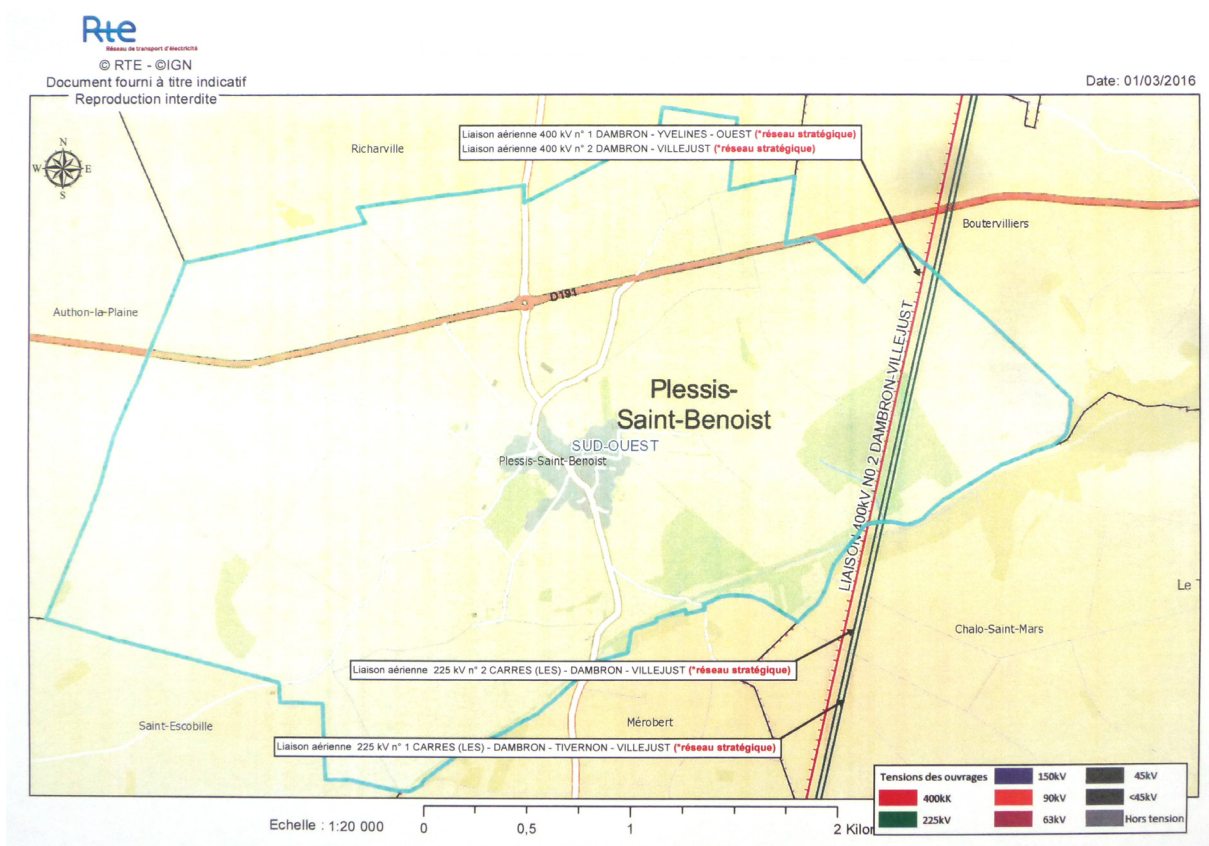 Rte
Réseau de transport d'électricité
© RTE - ©IGN
Document fourni à titre indicatif
Reproduction interdite
Date: 01/03/2016
N
W
E
S
Richarville
Liaison aérienne 400 kV n° 1 DAMBRON - YVELINES - OUEST (*réseau stratégique)
Liaison aérienne 400 kV n° 2 DAMBRON - VILLEJUST (*réseau stratégique)
Boutervilliers
Authon-la-Plaine
D191
LIAISON 400kV N0 2 DAMBRON-VILLEJUST
Plessis-
Saint-Benoist
SUD-OUEST
Plessis-Saint-Benoist
Le
Chalo-Saint-Mars
Liaison aérienne 225 kV n° 2 CARRES (LES) - DAMBRON - VILLEJUST (*réseau stratégique)
Saint-Escobille
Mérobert
Liaison aérienne 225 kV n° 1 CARRES (LES) - DAMBRON - TIVERNON - VILLEJUST (*réseau stratégique)
Tensions des ouvrages
400kK
225kV
150kV
90kV
63kV
45kV
<45kV
Hors tension
Echelle : 1:20 000
0
0,5
1
2 Kilor